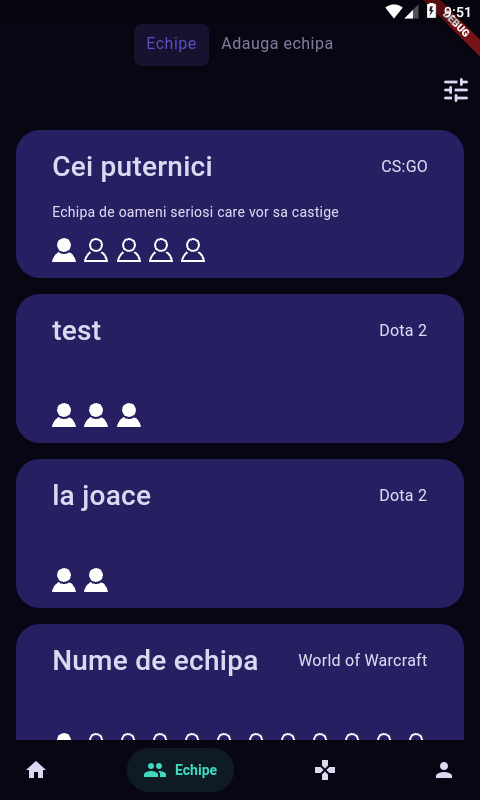 9:51
DEBUG
Echipe Adauga echipa
Cei puternici CS:GO
Echipa de oameni seriosi care vor sa castige
test Dota 2
la joace Dota 2
Nume de echipa World of Warcraft
Echipe